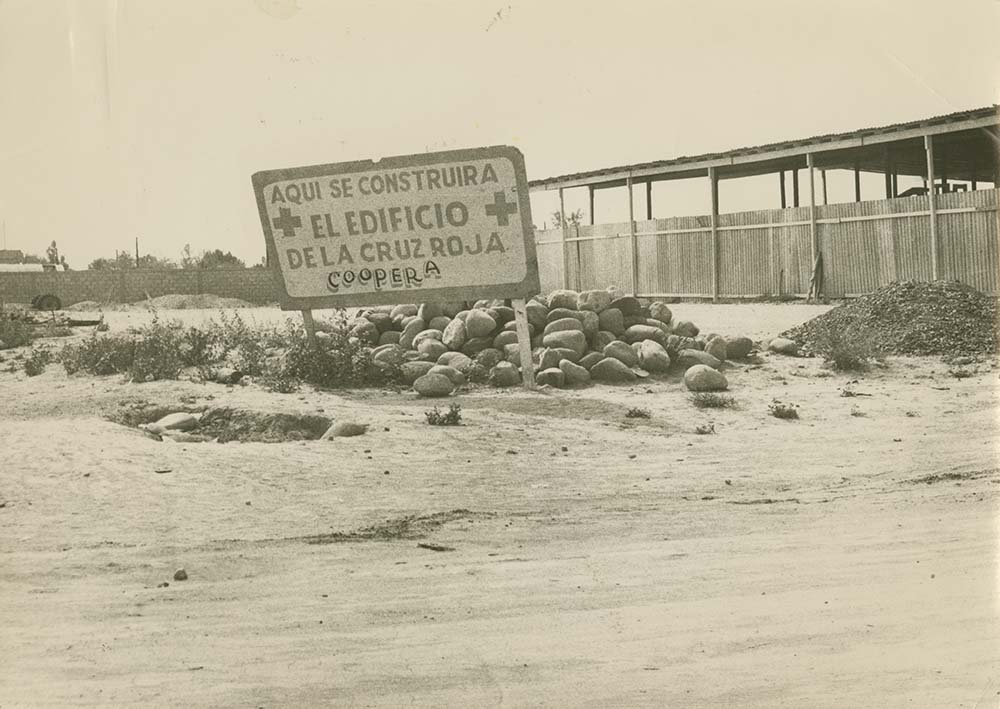 AQUI SE CONSTRUIRA
EL EDIFICIO
DE LA CRUZ ROJA
COOPERA